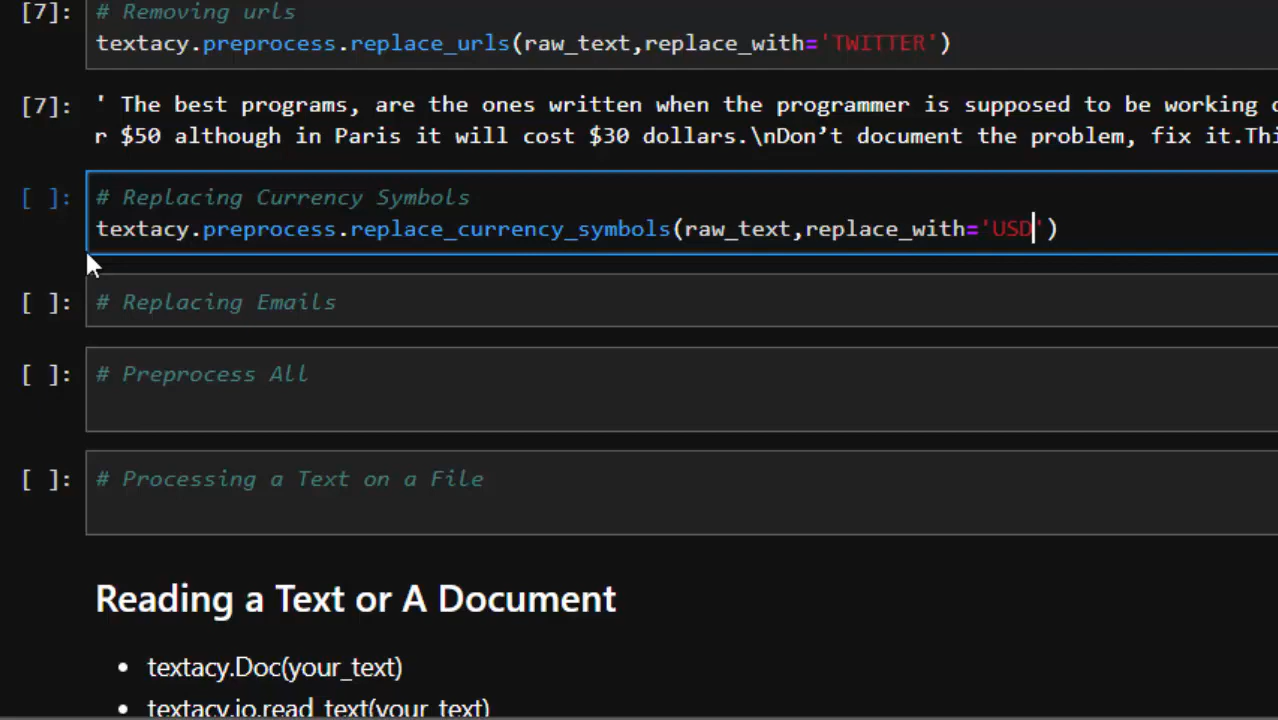 [7]: # Removing urls
textacy.preprocess.replace_urls(raw_text,replace_with='TWITTER')
[7]: ' The best programs, are the ones written when the programmer is supposed to be working
r $50 although in Paris it will cost $30 dollars.\nDon’t document the problem, fix it.Thi
[ ]: # Replacing Currency Symbols
textacy.preprocess.replace_currency_symbols(raw_text,replace_with='USD')
[ ]: # Replacing Emails
[ ]: # Preprocess All
[ ]: # Processing a Text on a File
Reading a Text or A Document
• textacy.Doc(your_text)
• textacy.io.read_text(your_text)